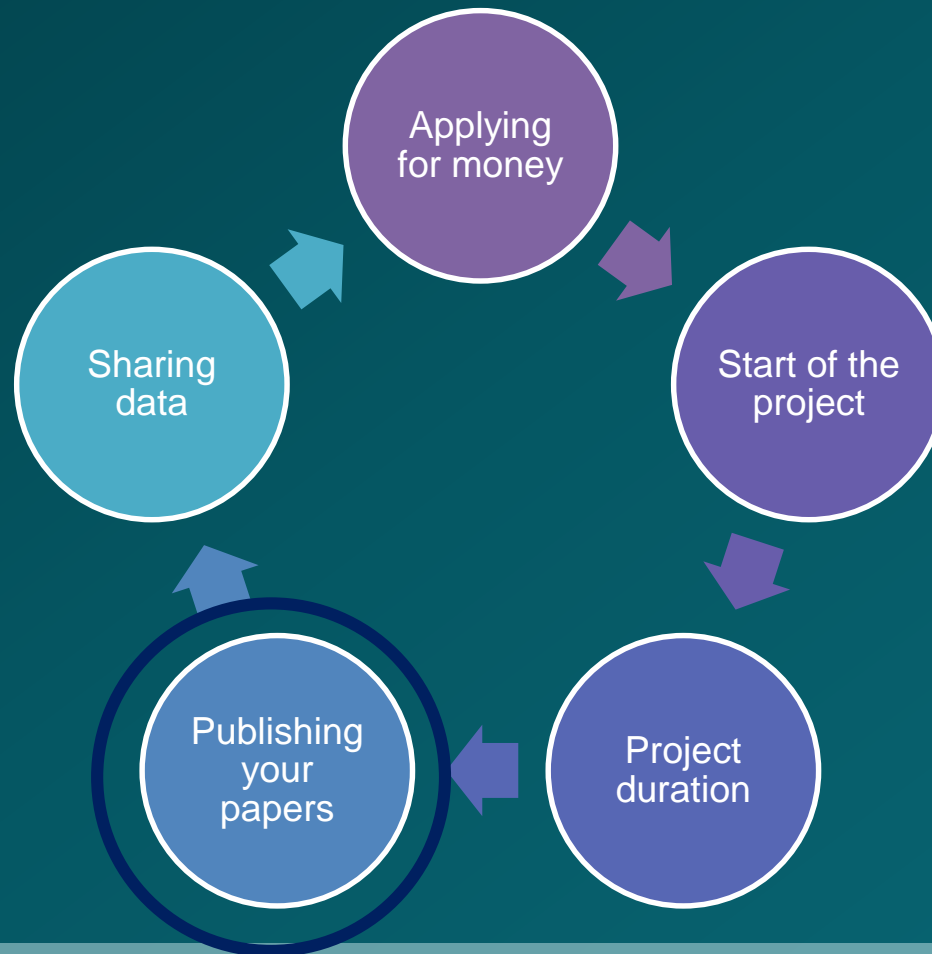 Applying
for money
Start of the
project
Project
duration
Publishing
your
papers
Sharing
data